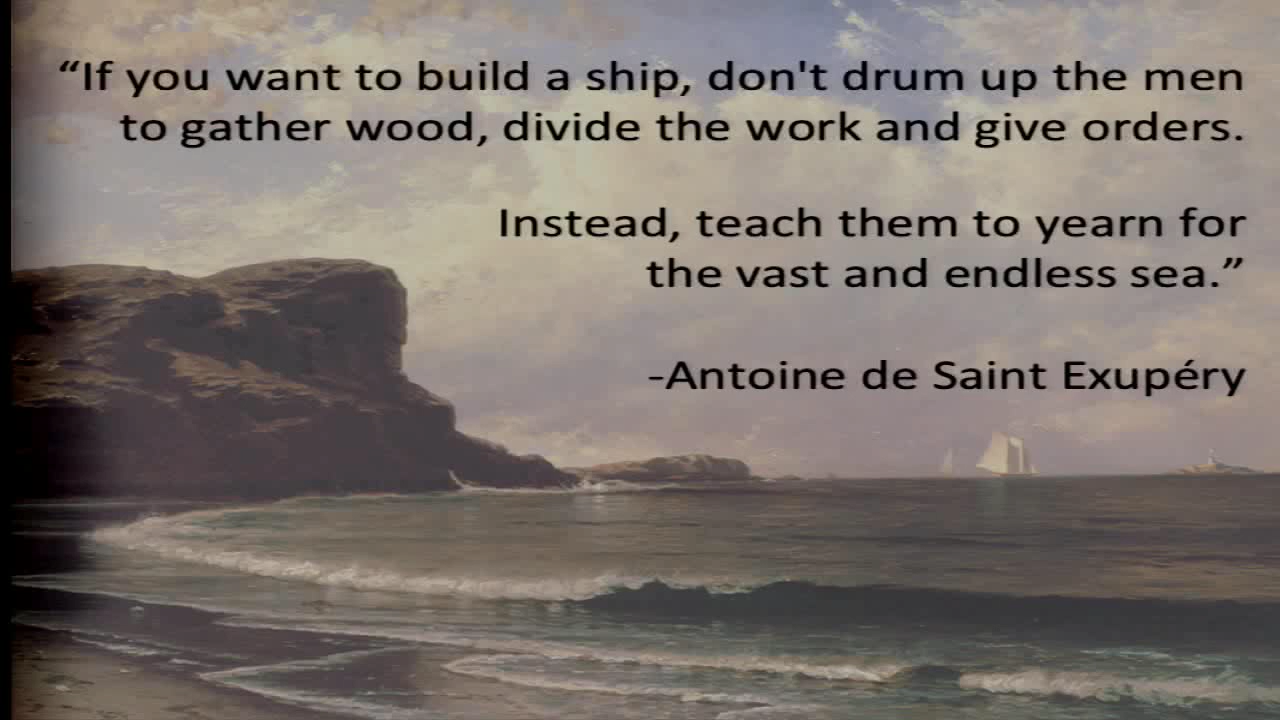 “If you want to build a ship, don't drum up the men
to gather wood, divide the work and give orders.
Instead, teach them to yearn for
the vast and endless sea.”
-Antoine de Saint Exupéry